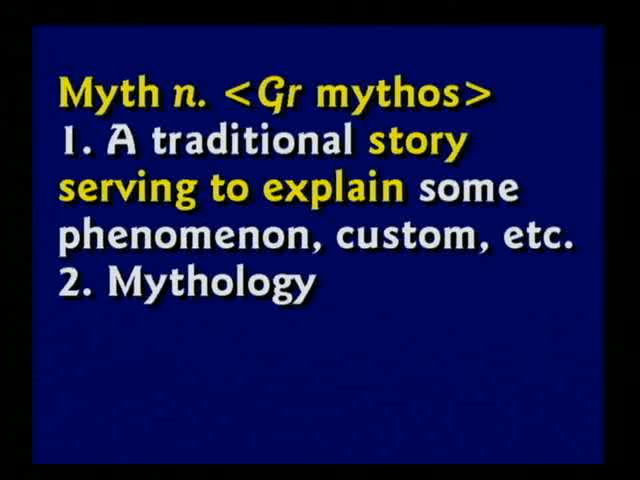 Myth n. <Gr mythos>
1. A traditional story
serving to explain some
phenomenon, custom, etc.
2. Mythology